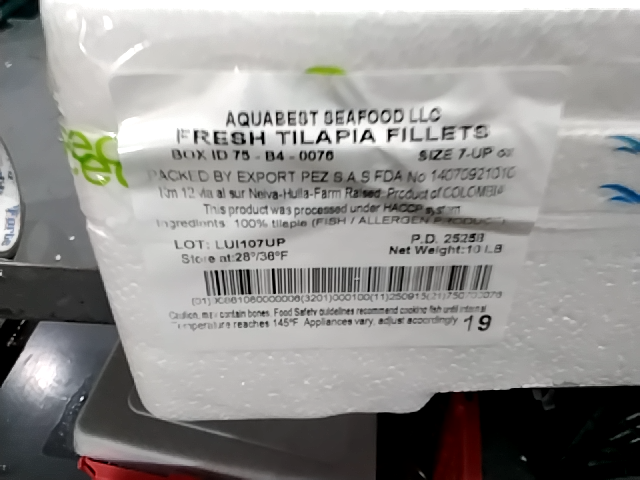 AQUABEST SEAFOOD LLC
FRESH TILAPIA FILLETS
BOX ID 75 - B4 - 0076 SIZE 7-UP oz
PACKED BY EXPORT PEZ S.A.S FDA No 14070921010
Km 12 via al sur Neiva-Huila-Farm Raised. Product of COLOMBIA
This product was processed under HACCP system
Ingredients: 100% tilapia (FISH / ALLERGEN PRODUCT)
LOT: LUI107UP P.D. 25258
Store at:28°/36°F Net Weight:10 LB
Caution, may contain bones. Food Safety guidelines recommend cooking fish until internal
temperature reaches 145°F. Appliances vary, adjust accordingly. 19